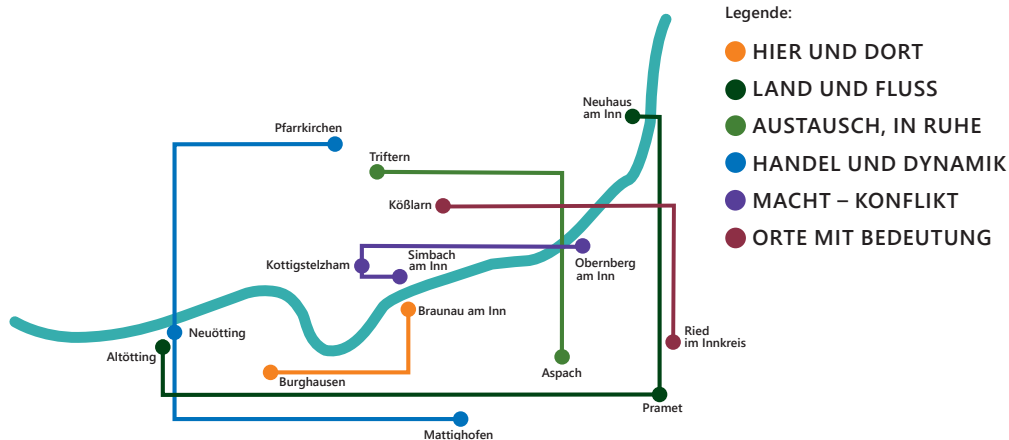 Legende:
HIER UND DORT
LAND UND FLUSS
AUSTAUSCH, IN RUHE
HANDEL UND DYNAMIK
MACHT – KONFLIKT
ORTE MIT BEDEUTUNG
Neuhaus
am Inn
Pfarrkirchen
Triftern
Kößlarn
Simbach
am Inn
Kottigstelzham
Obernberg
am Inn
Braunau am Inn
Neuötting
Ried
im Innkreis
Altötting
Aspach
Burghausen
Pramet
Mattighofen